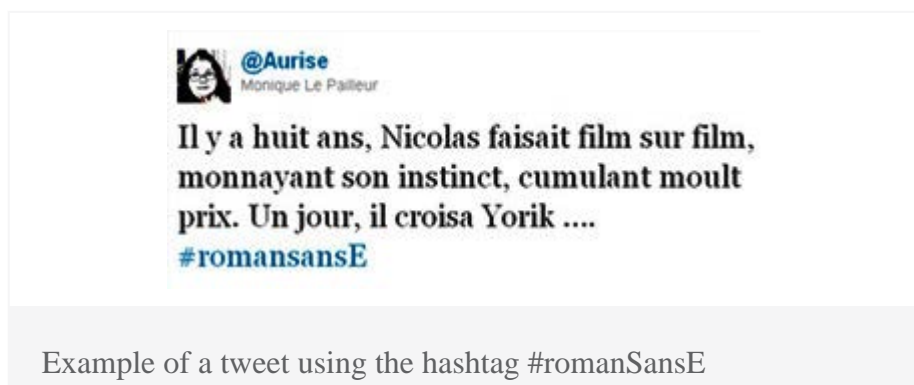 @Aurise
Monique Le Pailleur
Il y a huit ans, Nicolas faisait film sur film,
monnayant son instinct, cumulant moult
prix. Un jour, il croisa Yorik ....
#romansansE
Example of a tweet using the hashtag #romanSansE